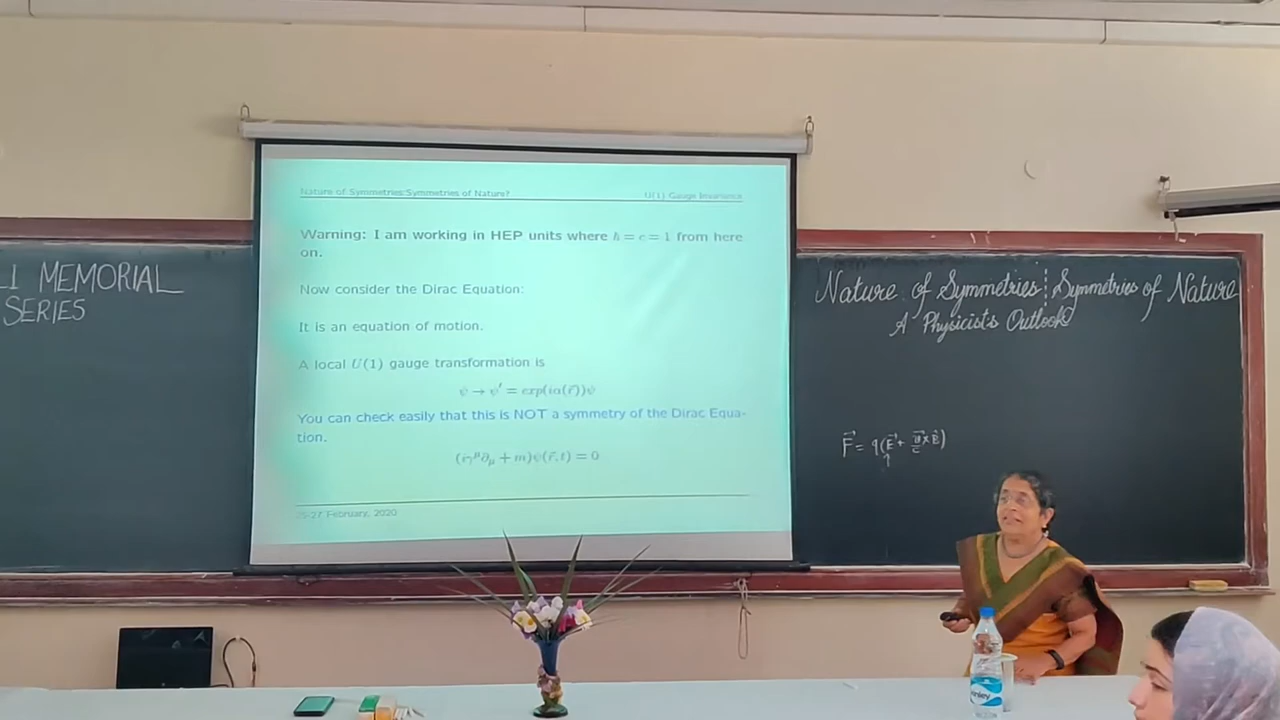 LI MEMORIAL
SERIES
Nature of Symmetries:Symmetries of Nature?
U(1) Gauge Invariance
Warning: I am working in HEP units where ℏ = c = 1 from here
on.
Now consider the Dirac Equation:
It is an equation of motion.
A local U(1) gauge transformation is
ψ → ψ′ = exp(iα(r⃗))ψ
You can check easily that this is NOT a symmetry of the Dirac Equa-
tion.
(iγ^μ∂_μ + m)ψ(r⃗, t) = 0
27 February, 2020
Nature of Symmetries: Symmetries of Nature
A Physicist's Outlook
F⃗ = q(E⃗ + v⃗/c × B⃗)